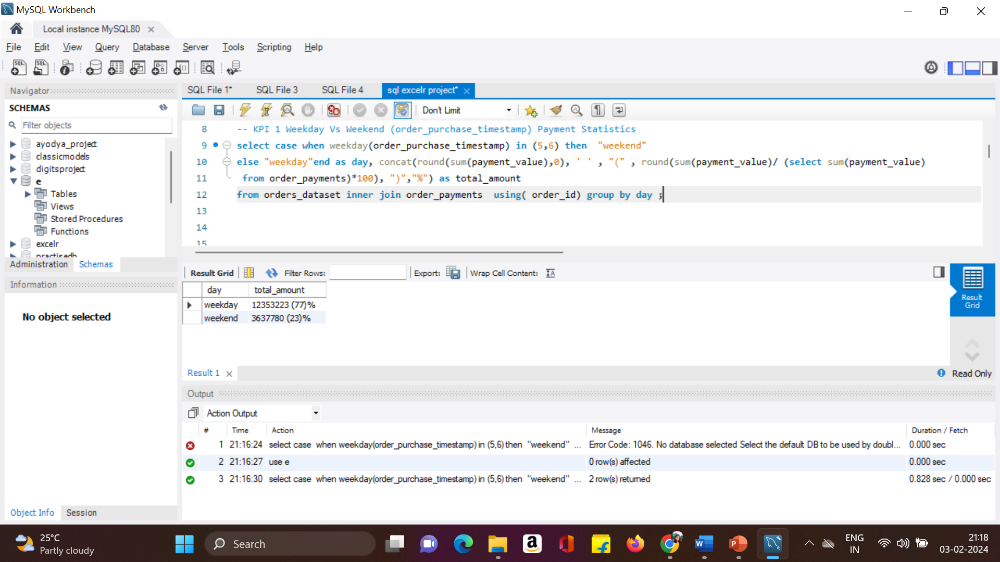 MySQL Workbench
Local instance MySQL80
File Edit View Query Database Server Tools Scripting Help
Navigator
SCHEMAS
Filter objects
ayodya_project
classicmodels
digitsproject
e
Tables
Views
Stored Procedures
Functions
excelr
practisedb
Administration Schemas
Information
No object selected
Object Info Session
SQL File 1* SQL File 3 SQL File 4 sql excelr project*
Don't Limit
8 -- KPI 1 Weekday Vs Weekend (order_purchase_timestamp) Payment Statistics
9 select case when weekday(order_purchase_timestamp) in (5,6) then "weekend"
10 else "weekday"end as day, concat(round(sum(payment_value),0), ' ' , "(" , round(sum(payment_value)/ (select sum(payment_value)
11 from order_payments)*100), ")","%") as total_amount
12 from orders_dataset inner join order_payments using( order_id) group by day ;
13
14
15
Result Grid Filter Rows: Export: Wrap Cell Content:
day total_amount
weekday 12353223 (77)%
weekend 3637780 (23)%
Result Grid
Result 1
Read Only
Output
Action Output
# Time Action Message Duration / Fetch
1 21:16:24 select case when weekday(order_purchase_timestamp) in (5,6) then "weekend" ... Error Code: 1046. No database selected Select the default DB to be used by doubl... 0.000 sec
2 21:16:27 use e 0 row(s) affected 0.000 sec
3 21:16:30 select case when weekday(order_purchase_timestamp) in (5,6) then "weekend" ... 2 row(s) returned 0.828 sec / 0.000 sec
25°C
Partly cloudy
Search
ENG
IN
21:18
03-02-2024